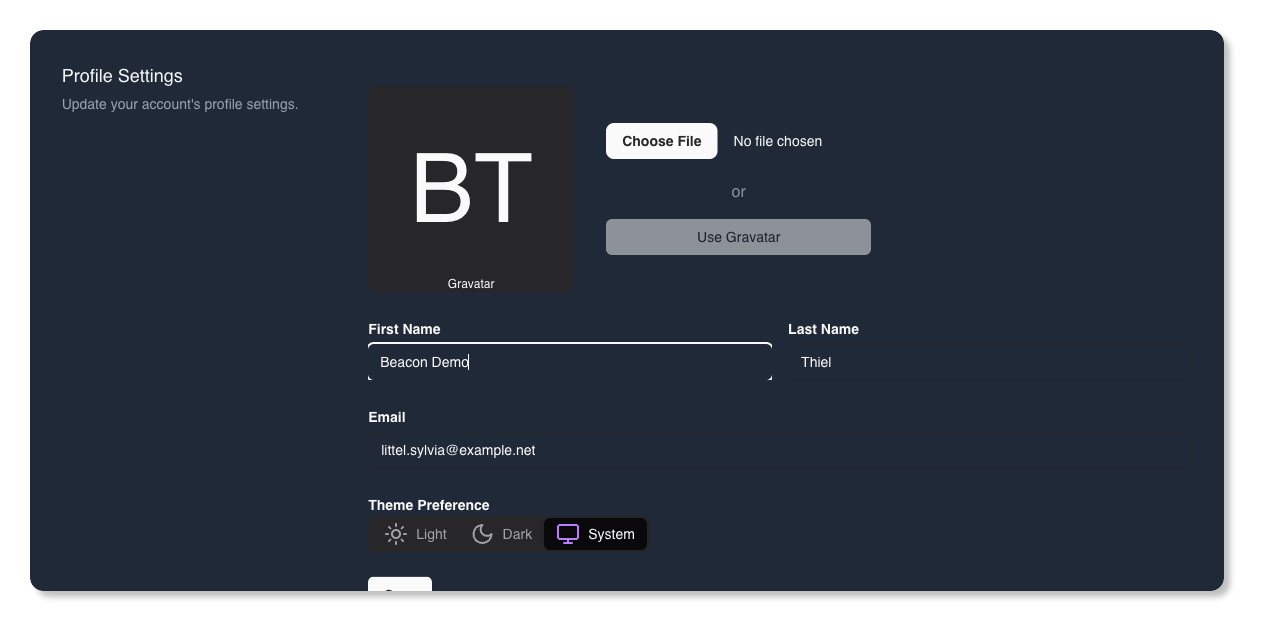 Profile Settings
Update your account's profile settings.
BT
Gravatar
Choose File No file chosen
or
Use Gravatar
First Name
Beacon Demo
Last Name
Thiel
Email
littel.sylvia@example.net
Theme Preference
Light Dark System